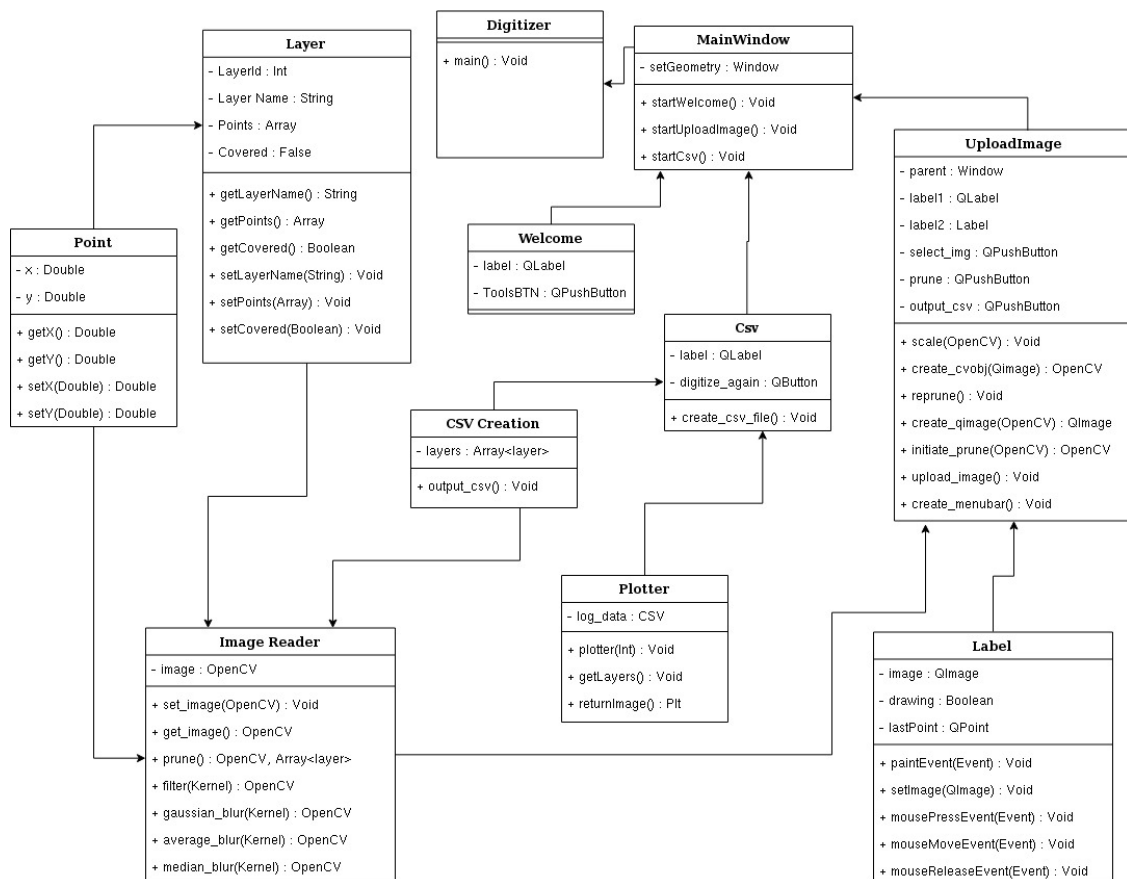 Digitizer
+ main() : Void
MainWindow
- setGeometry : Window
+ startWelcome() : Void
+ startUploadImage() : Void
+ startCsv() : Void
Layer
- LayerId : Int
- Layer Name : String
- Points : Array
- Covered : False
+ getLayerName() : String
+ getPoints() : Array
+ getCovered() : Boolean
+ setLayerName(String) : Void
+ setPoints(Array) : Void
+ setCovered(Boolean) : Void
UploadImage
- parent : Window
- label1 : QLabel
- label2 : Label
- select_img : QPushButton
- prune : QPushButton
- output_csv : QPushButton
+ scale(OpenCV) : Void
+ create_cvobj(Qimage) : OpenCV
+ reprune() : Void
+ create_qimage(OpenCV) : QImage
+ initiate_prune(OpenCV) : OpenCV
+ upload_image() : Void
+ create_menubar() : Void
Point
- x : Double
- y : Double
+ getX() : Double
+ getY() : Double
+ setX(Double) : Double
+ setY(Double) : Double
Welcome
- label : QLabel
- ToolsBTN : QPushButton
Csv
- label : QLabel
- digitize_again : QButton
+ create_csv_file() : Void
CSV Creation
- layers : Array<layer>
+ output_csv() : Void
Plotter
- log_data : CSV
+ plotter(Int) : Void
+ getLayers() : Void
+ returnImage() : Plt
Image Reader
- image : OpenCV
+ set_image(OpenCV) : Void
+ get_image() : OpenCV
+ prune() : OpenCV, Array<layer>
+ filter(Kernel) : OpenCV
+ gaussian_blur(Kernel) : OpenCV
+ average_blur(Kernel) : OpenCV
+ median_blur(Kernel) : OpenCV
Label
- image : QImage
- drawing : Boolean
- lastPoint : QPoint
+ paintEvent(Event) : Void
+ setImage(QImage) : Void
+ mousePressEvent(Event) : Void
+ mouseMoveEvent(Event) : Void
+ mouseReleaseEvent(Event) : Void